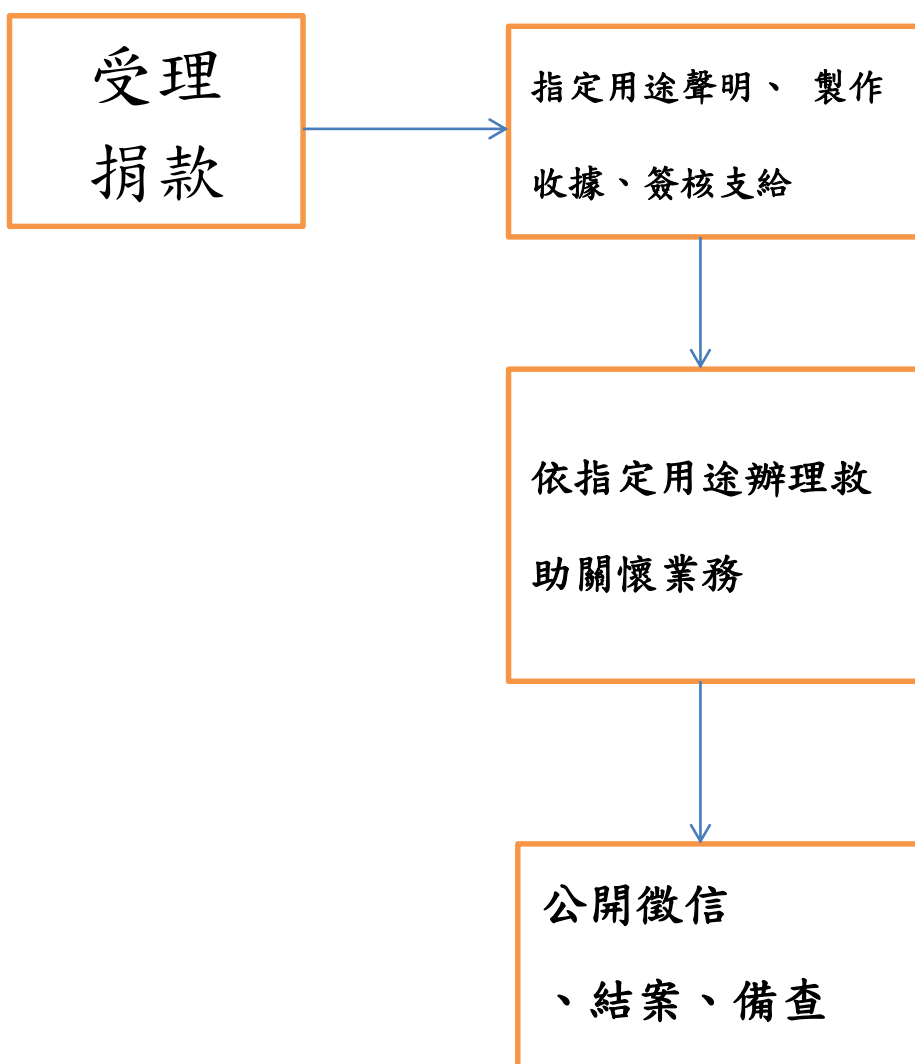 受理
捐款
指定用途聲明、 製作
收據、簽核支給
依指定用途辦理救
助關懷業務
公開徵信
、結案、備查